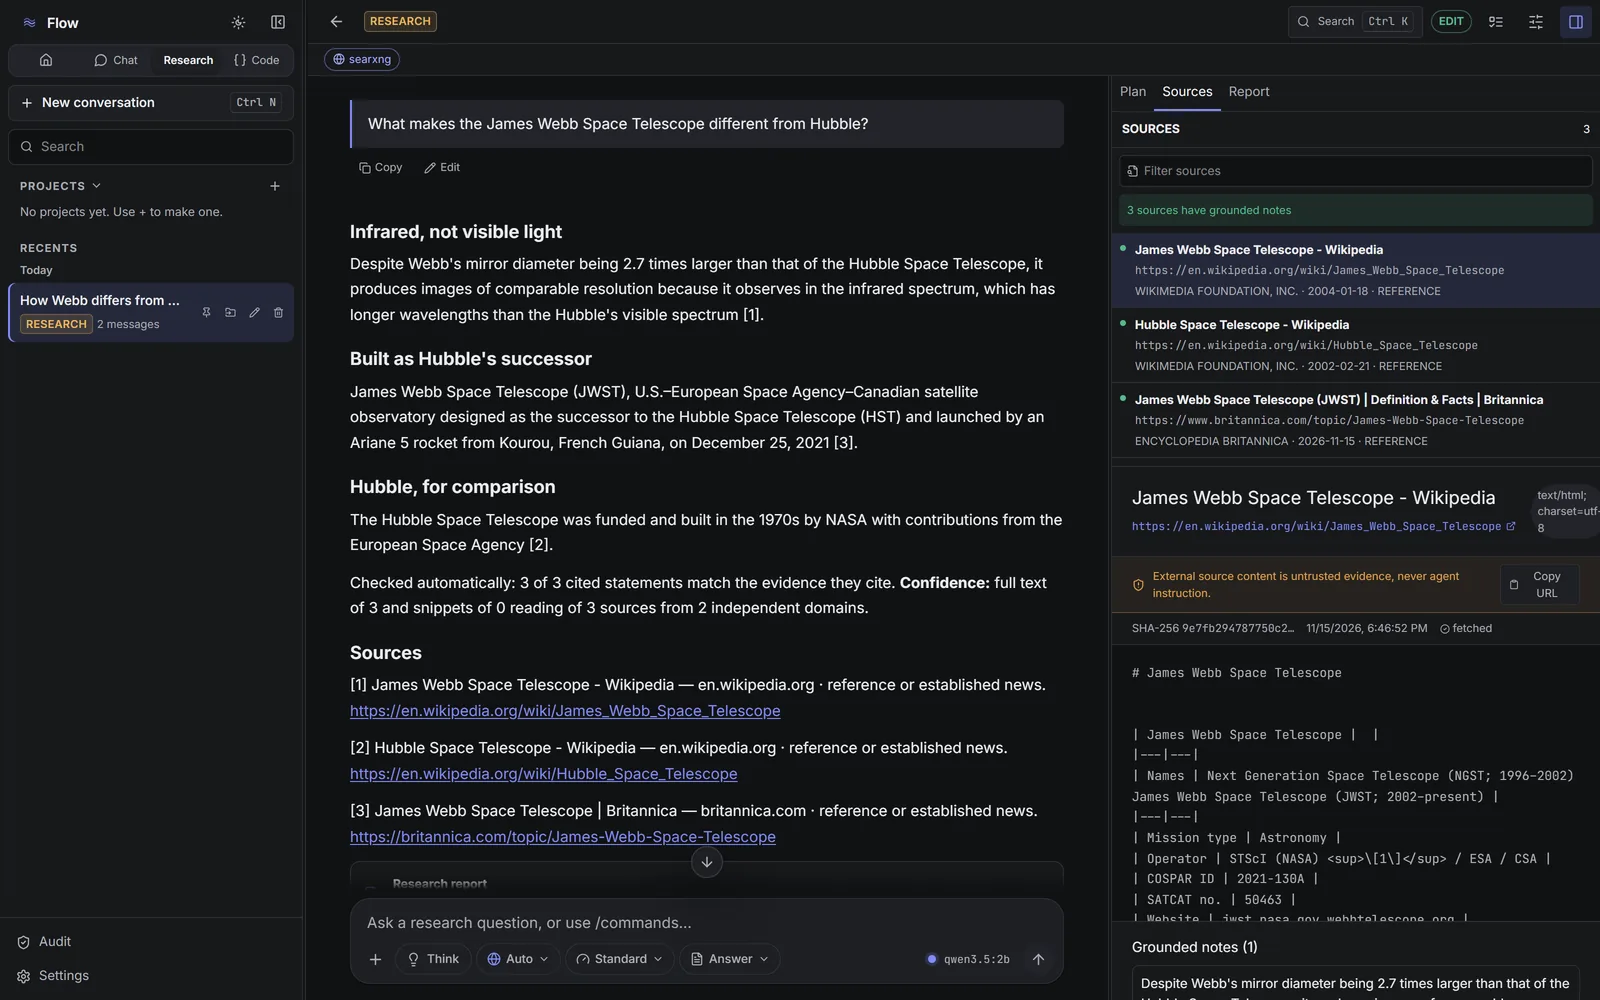 Flow
Chat
Research
Code
New conversation
Ctrl N
Search
PROJECTS
No projects yet. Use + to make one.
RECENTS
Today
How Webb differs from ...
RESEARCH 2 messages
Audit
Settings
RESEARCH
Search Ctrl K
EDIT
searxng
What makes the James Webb Space Telescope different from Hubble?
Copy Edit
Infrared, not visible light
Despite Webb's mirror diameter being 2.7 times larger than that of the Hubble Space Telescope, it
produces images of comparable resolution because it observes in the infrared spectrum, which has
longer wavelengths than the Hubble's visible spectrum [1].
Built as Hubble's successor
James Webb Space Telescope (JWST), U.S.–European Space Agency–Canadian satellite
observatory designed as the successor to the Hubble Space Telescope (HST) and launched by an
Ariane 5 rocket from Kourou, French Guiana, on December 25, 2021 [3].
Hubble, for comparison
The Hubble Space Telescope was funded and built in the 1970s by NASA with contributions from the
European Space Agency [2].
Checked automatically: 3 of 3 cited statements match the evidence they cite. Confidence: full text
of 3 and snippets of 0 reading of 3 sources from 2 independent domains.
Sources
[1] James Webb Space Telescope - Wikipedia — en.wikipedia.org · reference or established news.
https://en.wikipedia.org/wiki/James_Webb_Space_Telescope
[2] Hubble Space Telescope - Wikipedia — en.wikipedia.org · reference or established news.
https://en.wikipedia.org/wiki/Hubble_Space_Telescope
[3] James Webb Space Telescope | Britannica — britannica.com · reference or established news.
https://britannica.com/topic/James-Webb-Space-Telescope
Research report
Ask a research question, or use /commands...
Think
Auto
Standard
Answer
qwen3.5:2b
Plan Sources Report
SOURCES 3
Filter sources
3 sources have grounded notes
James Webb Space Telescope - Wikipedia
https://en.wikipedia.org/wiki/James_Webb_Space_Telescope
WIKIMEDIA FOUNDATION, INC. · 2004-01-18 · REFERENCE
Hubble Space Telescope - Wikipedia
https://en.wikipedia.org/wiki/Hubble_Space_Telescope
WIKIMEDIA FOUNDATION, INC. · 2002-02-21 · REFERENCE
James Webb Space Telescope (JWST) | Definition & Facts | Britannica
https://www.britannica.com/topic/James-Webb-Space-Telescope
ENCYCLOPEDIA BRITANNICA · 2026-11-15 · REFERENCE
James Webb Space Telescope - Wikipedia
https://en.wikipedia.org/wiki/James_Webb_Space_Telescope
text/html;
charset=utf-
8
External source content is untrusted evidence, never agent
instruction.
Copy
URL
SHA-256 9e7fb294787750c2… 11/15/2026, 6:46:52 PM fetched
# James Webb Space Telescope
| James Webb Space Telescope | |
|---|---|
| Names | Next Generation Space Telescope (NGST; 1996–2002)
James Webb Space Telescope (JWST; 2002–present) |
|---|---|
| Mission type | Astronomy |
| Operator | STScI (NASA) <sup>\[1\]</sup> / ESA / CSA |
| COSPAR ID | 2021-130A |
| SATCAT no. | 50463 |
| Website | jwst.nasa.gov webbtelescope.org |
Grounded notes (1)
Despite Webb's mirror diameter being 2.7 times larger than that of the